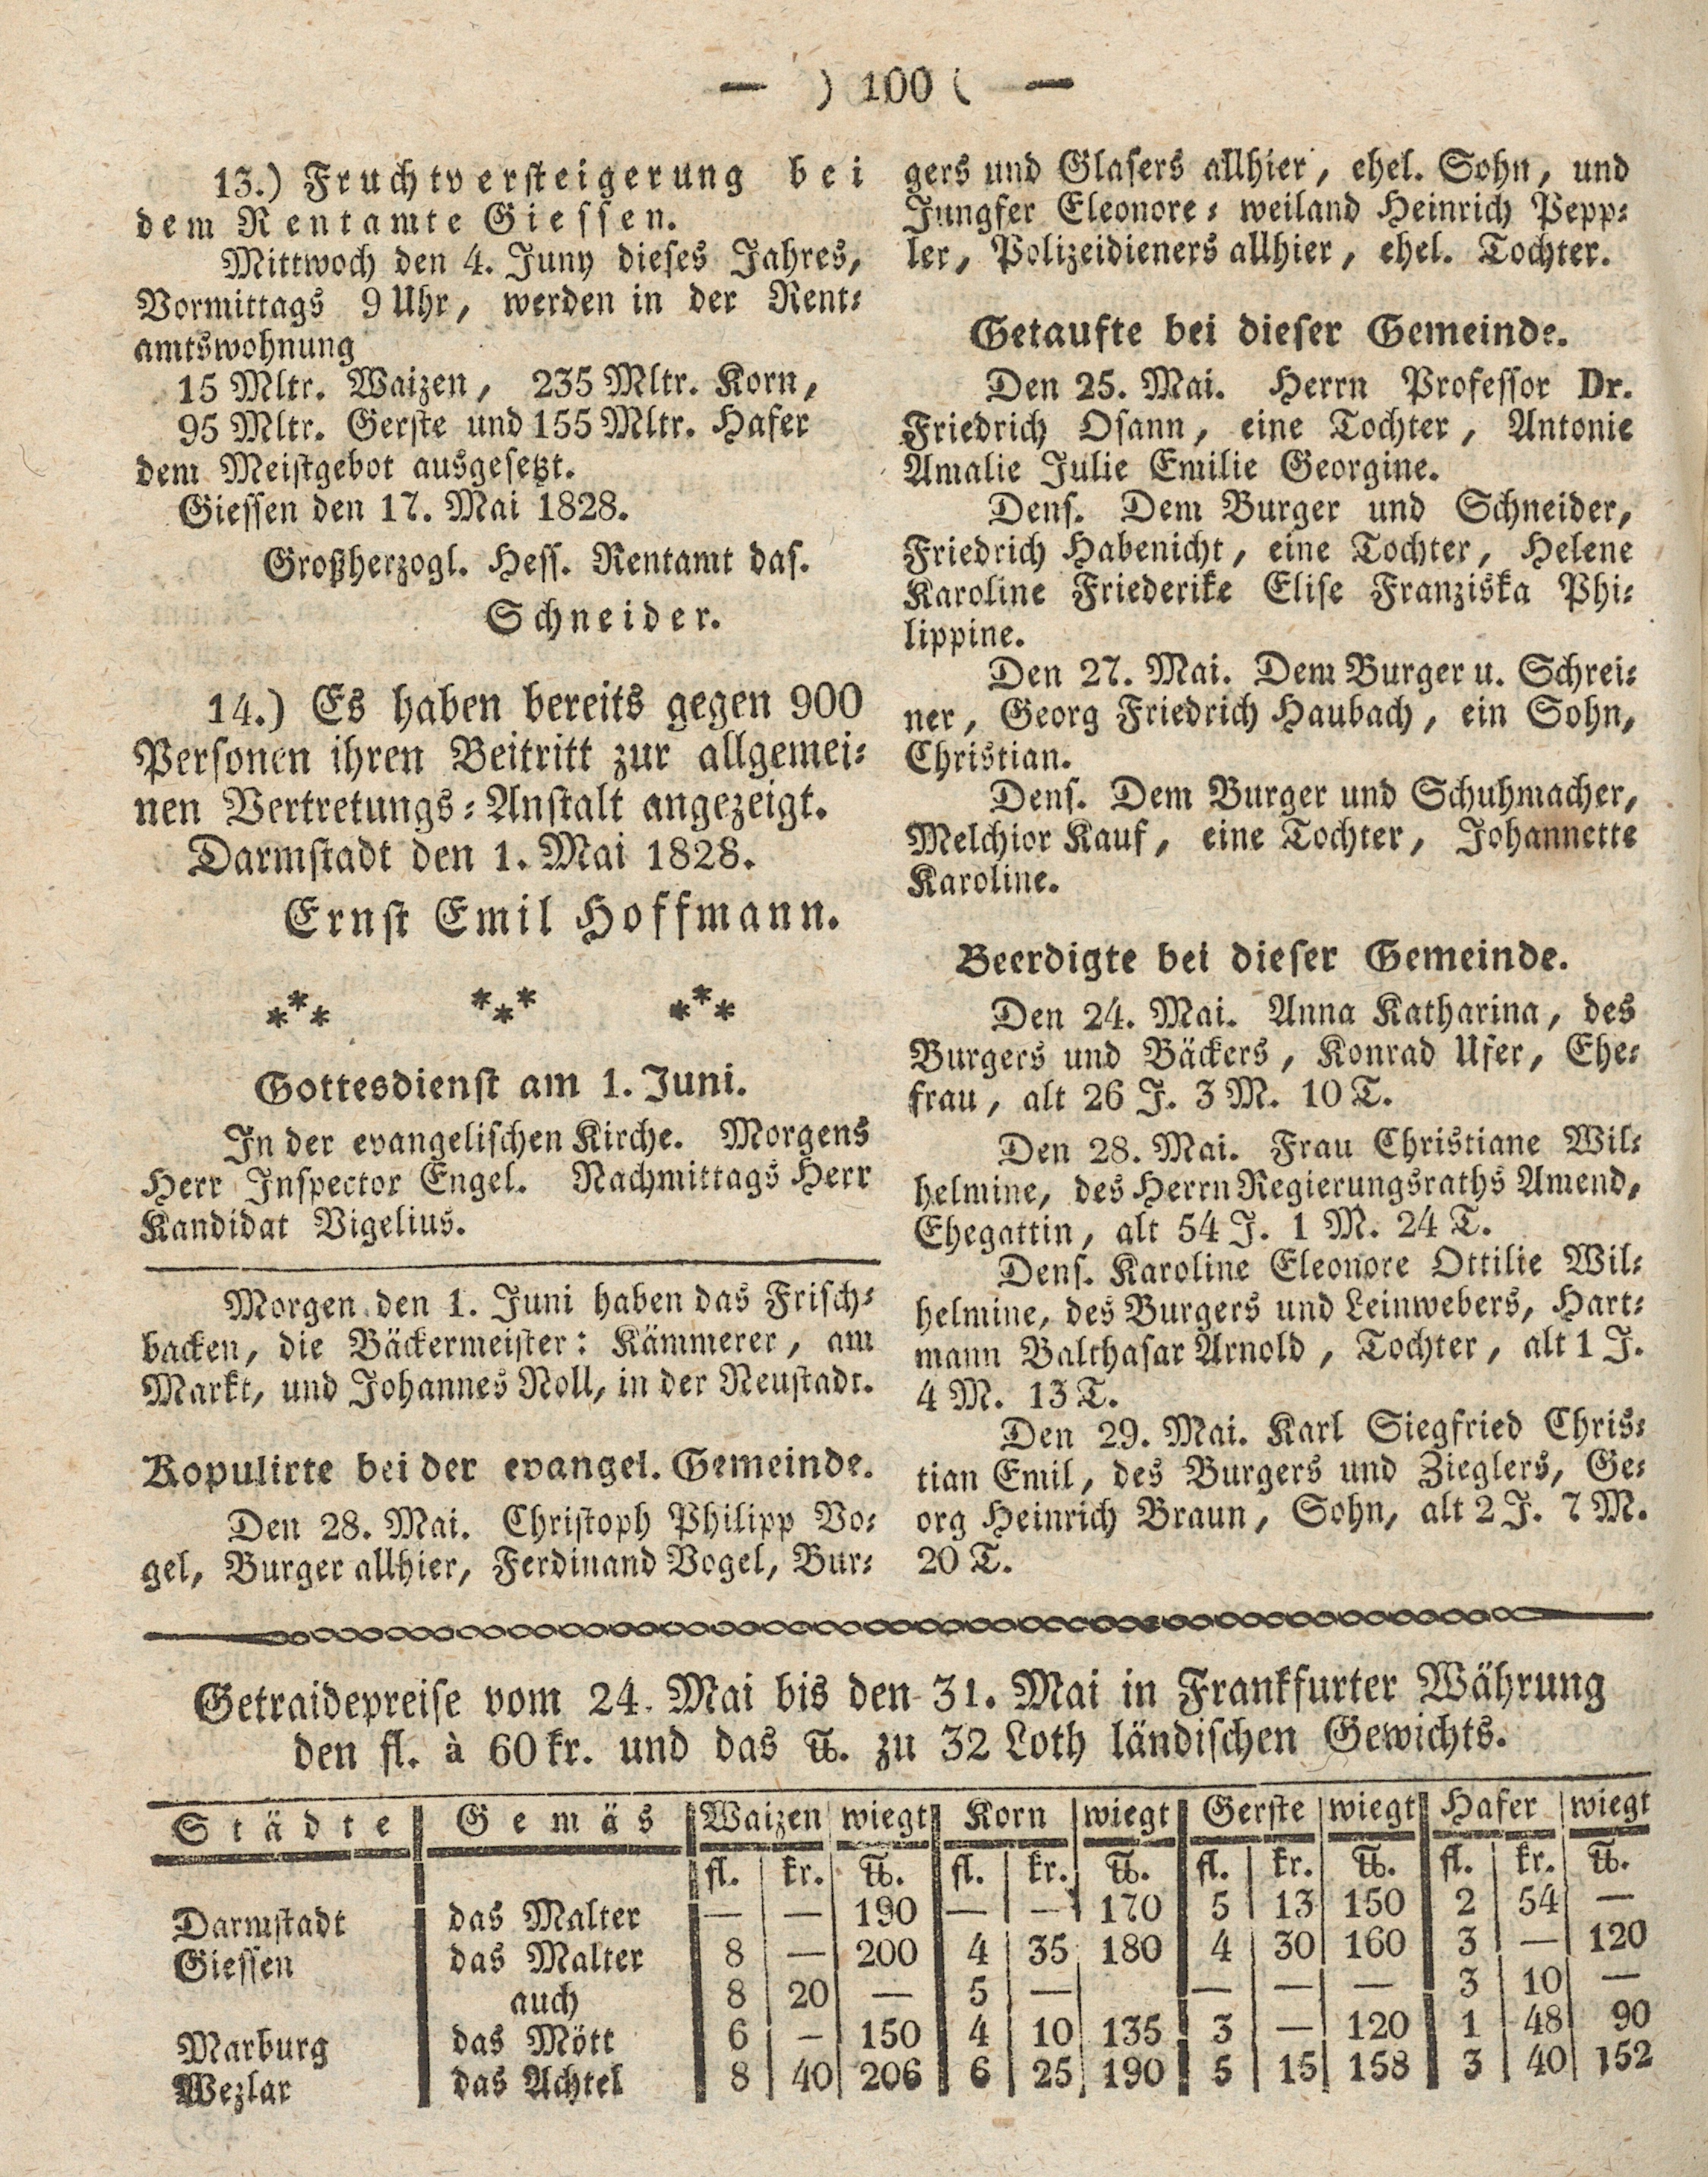 — ) 100 ( —
13.) Fruchtversteigerung bei
dem Rentamte Giessen.
Mittwoch den 4. Juny dieses Jahres,
Vormittags 9 Uhr, werden in der Rent-
amtswohnung
15 Mltr. Waizen, 235 Mltr. Korn,
95 Mltr. Gerste und 155 Mltr. Hafer
dem Meistgebot ausgesetzt.
Giessen den 17. Mai 1828.
Großherzogl. Hess. Rentamt das.
Schneider.
14.) Es haben bereits gegen 900
Personen ihren Beitritt zur allgemei-
nen Vertretungs-Anstalt angezeigt.
Darmstadt den 1. Mai 1828.
Ernst Emil Hoffmann.
*** *** ***
Gottesdienst am 1. Juni.
In der evangelischen Kirche. Morgens
Herr Inspector Engel. Nachmittags Herr
Kandidat Vigelius.
Morgen den 1. Juni haben das Frisch-
backen, die Bäckermeister: Kämmerer, am
Markt, und Johannes Noll, in der Neustadt.
Kopulirte bei der evangel. Gemeinde.
Den 28. Mai. Christoph Philipp Vo-
gel, Burger allhier, Ferdinand Vogel, Bur-
gers und Glasers allhier, ehel. Sohn, und
Jungfer Eleonore- weiland Heinrich Pepp-
ler, Polizeidieners allhier, ehel. Tochter.
Getaufte bei dieser Gemeinde.
Den 25. Mai. Herrn Professor Dr.
Friedrich Osann, eine Tochter, Antonie
Amalie Julie Emilie Georgine.
Dens. Dem Burger und Schneider,
Friedrich Habenicht, eine Tochter, Helene
Karoline Friederike Elise Franziska Phi-
lippine.
Den 27. Mai. Dem Burger u. Schrei-
ner, Georg Friedrich Haubach, ein Sohn,
Christian.
Dens. Dem Burger und Schuhmacher,
Melchior Kauf, eine Tochter, Johannette
Karoline.
Beerdigte bei dieser Gemeinde.
Den 24. Mai. Anna Katharina, des
Burgers und Bäckers, Konrad Ufer, Ehe-
frau, alt 26 J. 3 M. 10 T.
Den 28. Mai. Frau Christiane Wil-
helmine, des Herrn Regierungsraths Amend,
Ehegattin, alt 54 J. 1 M. 24 T.
Dens. Karoline Eleonore Ottilie Wil-
helmine, des Burgers und Leinwebers, Hart-
mann Balthasar Arnold, Tochter, alt 1 J.
4 M. 13 T.
Den 29. Mai. Karl Siegfried Chris-
tian Emil, des Burgers und Zieglers, Ge-
org Heinrich Braun, Sohn, alt 2 J. 7 M.
20 T.
Getraidepreise vom 24. Mai bis den 31. Mai in Frankfurter Währung
den fl. à 60 kr. und das ℔. zu 32 Loth ländischen Gewichts.
Städte Gemäs Waizen wiegt Korn wiegt Gerste wiegt Hafer wiegt
fl. kr. ℔. fl. kr. ℔. fl. kr. ℔. fl. kr. ℔.
Darmstadt das Malter — — 190 — — 170 5 13 150 2 54 —
Giessen das Malter 8 — 200 4 35 180 4 30 160 3 — 120
auch 8 20 — 5 — — — — 3 10 —
Marburg das Mött 6 — 150 4 10 135 3 — 120 1 48 90
Wezlar das Achtel 8 40 206 6 25 190 5 15 158 3 40 152